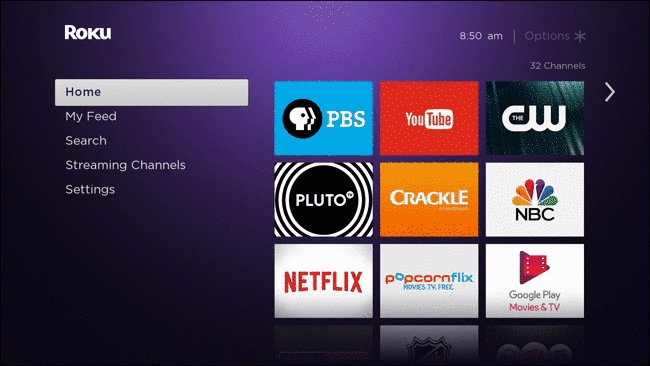 Roku
8:50 am | Options
32 Channels
Home
My Feed
Search
Streaming Channels
Settings
PBS
YouTube
THE CW
PLUTO TV
CRACKLE
NBC
NETFLIX
popcornflix
MOVIES. TV. FREE.
Google Play
Movies & TV